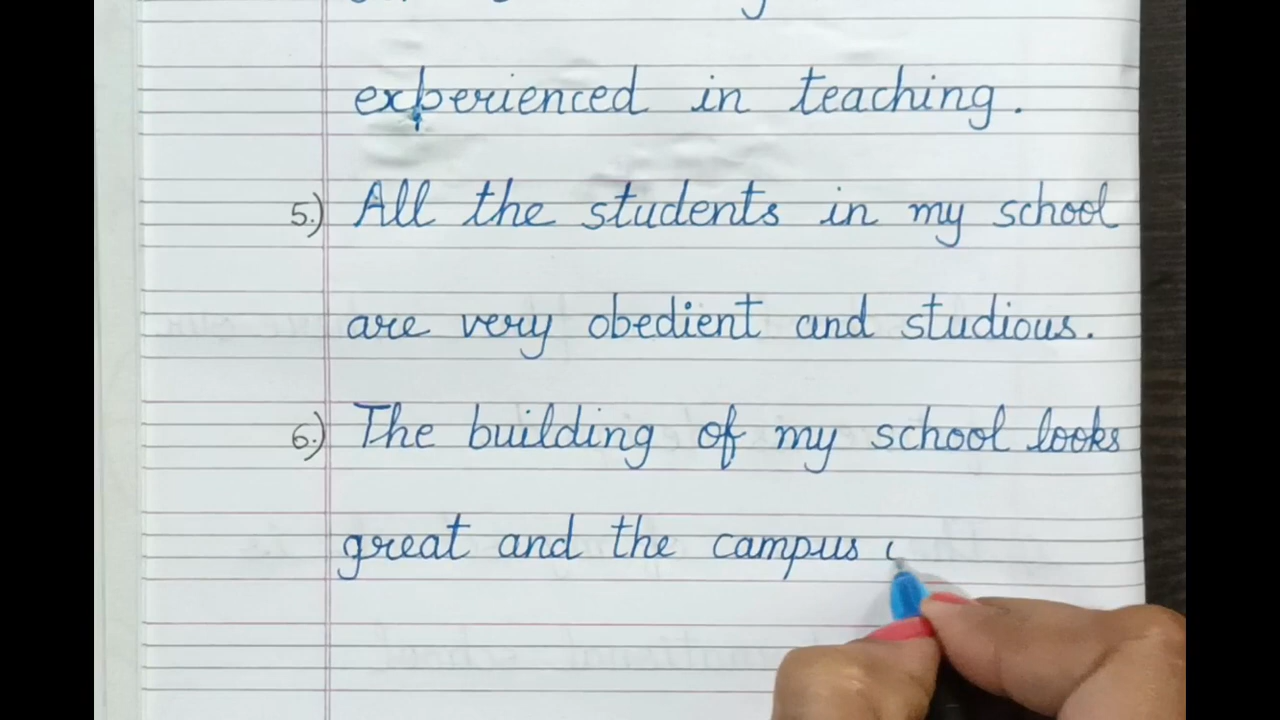 experienced in teaching.
5.) All the students in my school
are very obedient and studious.
6.) The building of my school looks
great and the campus